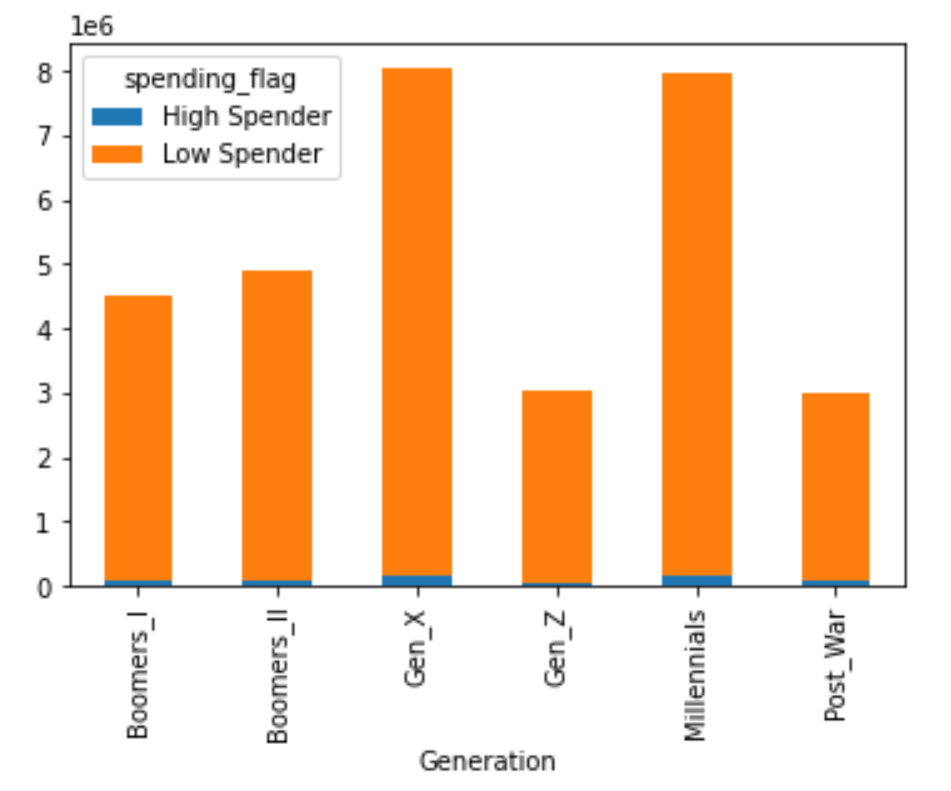 1e6
spending_flag
High Spender
Low Spender
8
7
6
5
4
3
2
1
0
Boomers_I
Boomers_II
Gen_X
Gen_Z
Millennials
Post_War
Generation